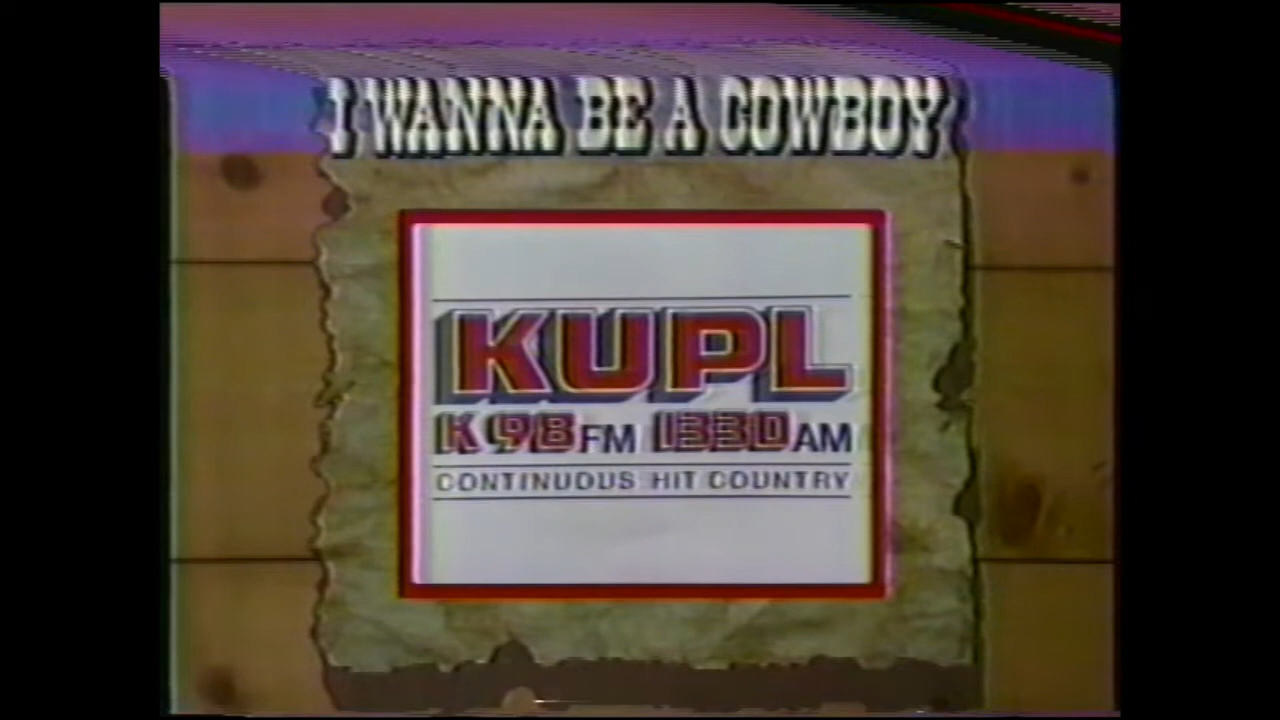 I WANNA BE A COWBOY
KUPL
K 98 FM 1330 AM
CONTINUOUS HIT COUNTRY